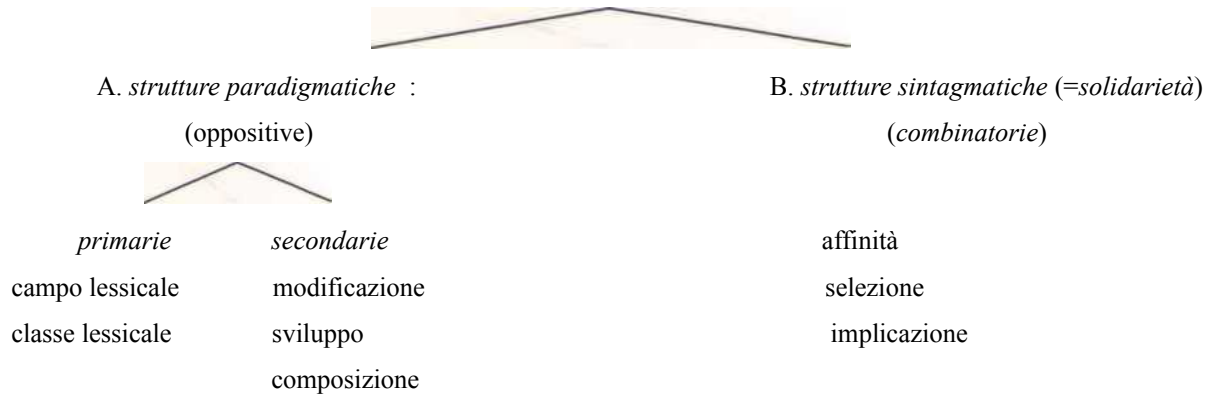 A. strutture paradigmatiche :
(oppositive)
B. strutture sintagmatiche (=solidarietà)
(combinatorie)
primarie
campo lessicale
classe lessicale
secondarie
modificazione
sviluppo
composizione
affinità
selezione
implicazione